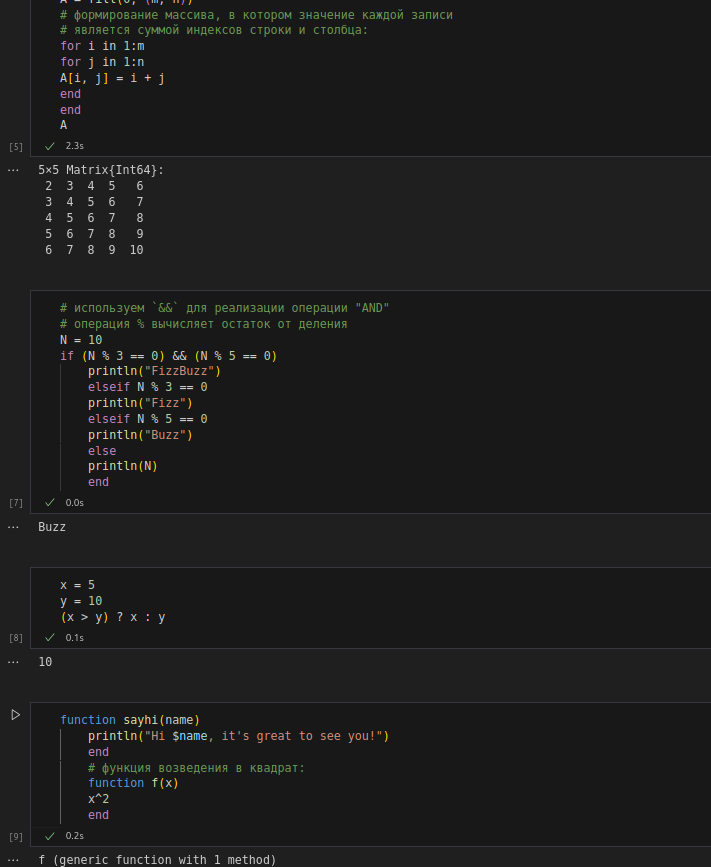 A = fill(0, (m, n))
# формирование массива, в котором значение каждой записи
# является суммой индексов строки и столбца:
for i in 1:m
for j in 1:n
A[i, j] = i + j
end
end
A
[5] ✓ 2.3s
... 5×5 Matrix{Int64}:
2 3 4 5 6
3 4 5 6 7
4 5 6 7 8
5 6 7 8 9
6 7 8 9 10
# используем `&&` для реализации операции "AND"
# операция % вычисляет остаток от деления
N = 10
if (N % 3 == 0) && (N % 5 == 0)
println("FizzBuzz")
elseif N % 3 == 0
println("Fizz")
elseif N % 5 == 0
println("Buzz")
else
println(N)
end
[7] ✓ 0.0s
... Buzz
x = 5
y = 10
(x > y) ? x : y
[8] ✓ 0.1s
... 10
function sayhi(name)
println("Hi $name, it's great to see you!")
end
# функция возведения в квадрат:
function f(x)
x^2
end
[9] ✓ 0.2s
... f (generic function with 1 method)